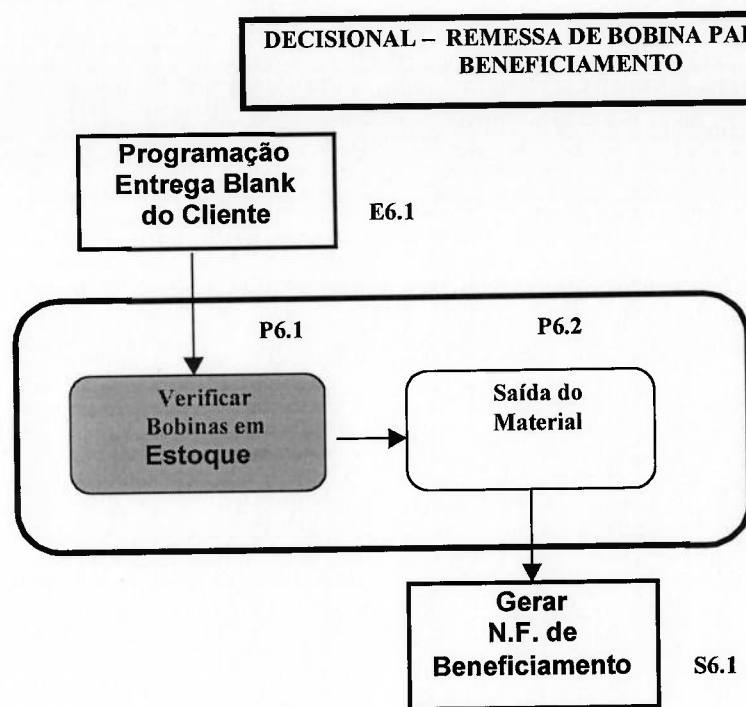 DECISIONAL – REMESSA DE BOBINA
BENEFICIAMENTO
Programação
Entrega Blank
do Cliente
E6.1
P6.1
P6.2
Verificar
Bobinas em
Estoque
Saída do
Material
Gerar
N.F. de
Beneficiamento
S6.1